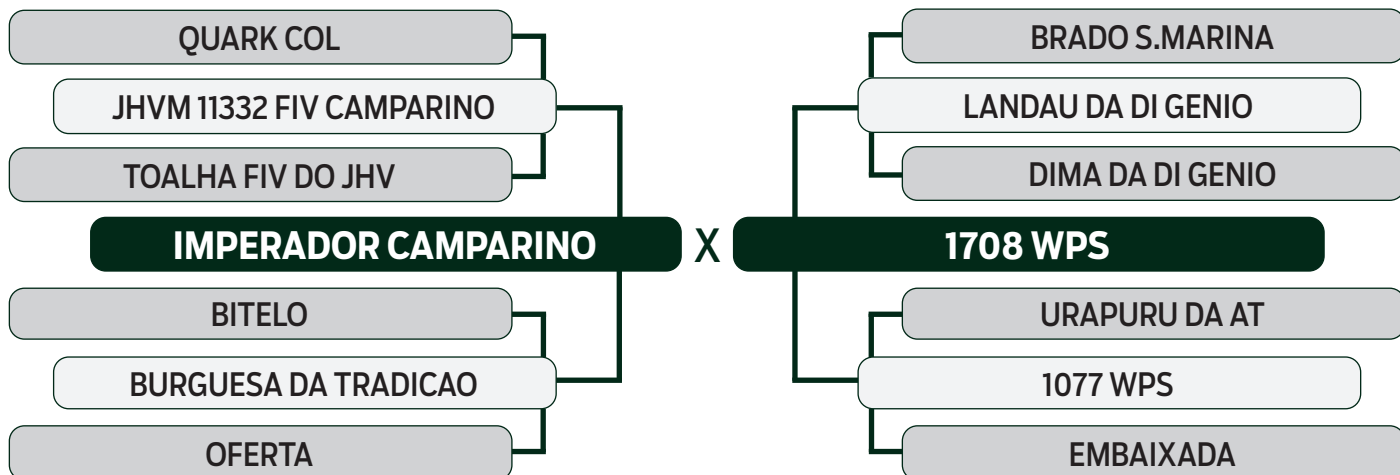 QUARK COL
JHVM 11332 FIV CAMPARINO
TOALHA FIV DO JHV
IMPERADOR CAMPARINO
BITELO
BURGUESA DA TRADICAO
OFERTA
X
BRADO S.MARINA
LANDAU DA DI GENIO
DIMA DA DI GENIO
1708 WPS
URAPURU DA AT
1077 WPS
EMBAIXADA